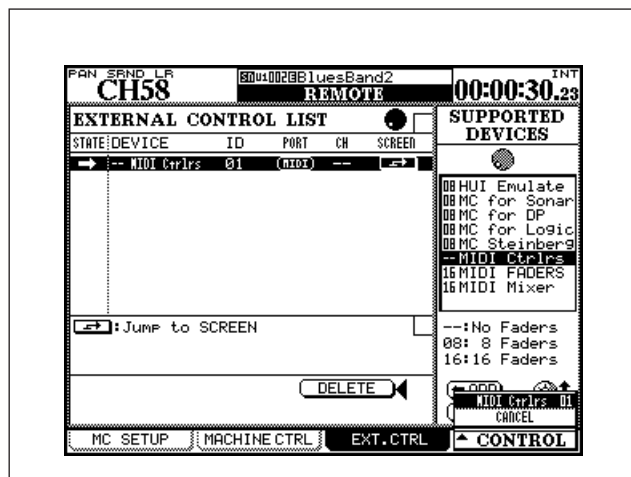 PAN SRND LR
CH58
BluesBand2
REMOTE
INT
00:00:30.23
EXTERNAL CONTROL LIST
STATE DEVICE ID PORT CH SCREEN
-- MIDI Ctrlrs 01 (MIDI) --
SUPPORTED
DEVICES
08 HUI Emulate
08 MC for Sonar
08 MC for DP
08 MC for Logic
08 MC Steinberg
--MIDI Ctrlrs
16 MIDI FADERS
16 MIDI Mixer
:Jump to SCREEN
--:No Faders
08: 8 Faders
16:16 Faders
DELETE
MIDI Ctrlrs 01
CANCEL
MC SETUP MACHINE CTRL EXT.CTRL CONTROL